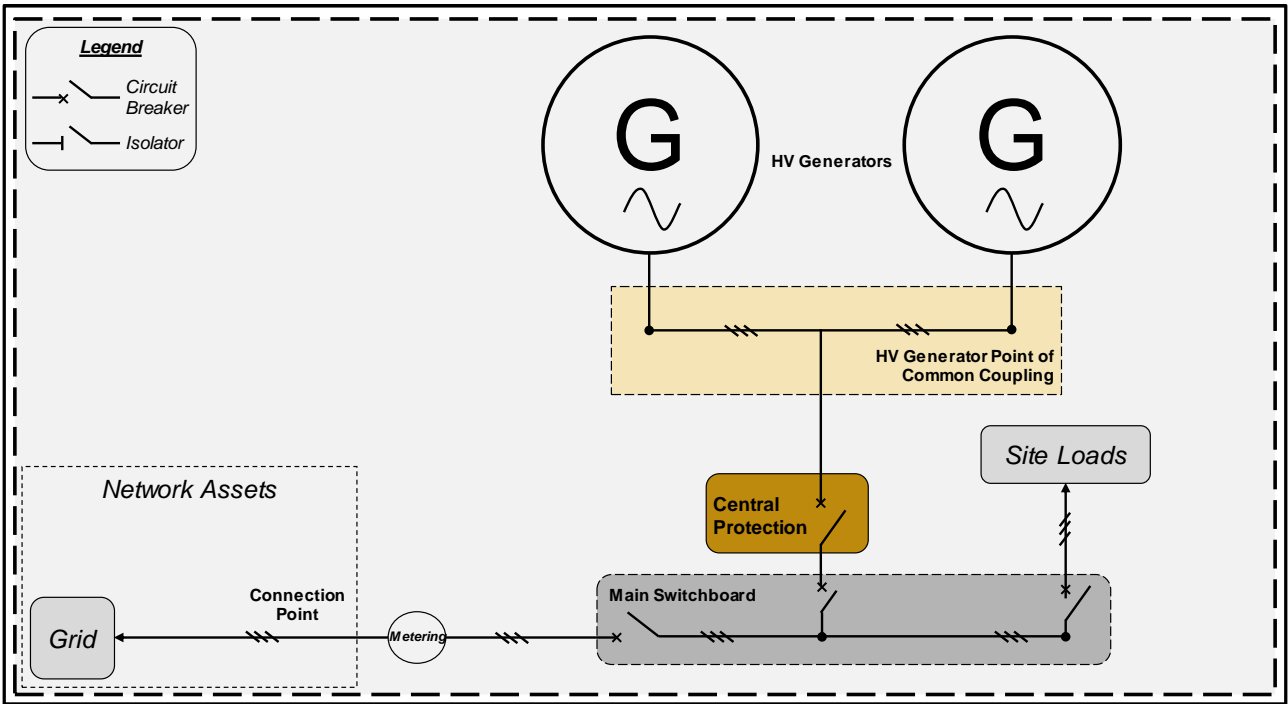 Legend
Circuit
Breaker
Isolator
G
G
HV Generators
HV Generator Point of
Common Coupling
Site Loads
Central
Protection
Network Assets
Main Switchboard
Connection
Point
Grid
Metering